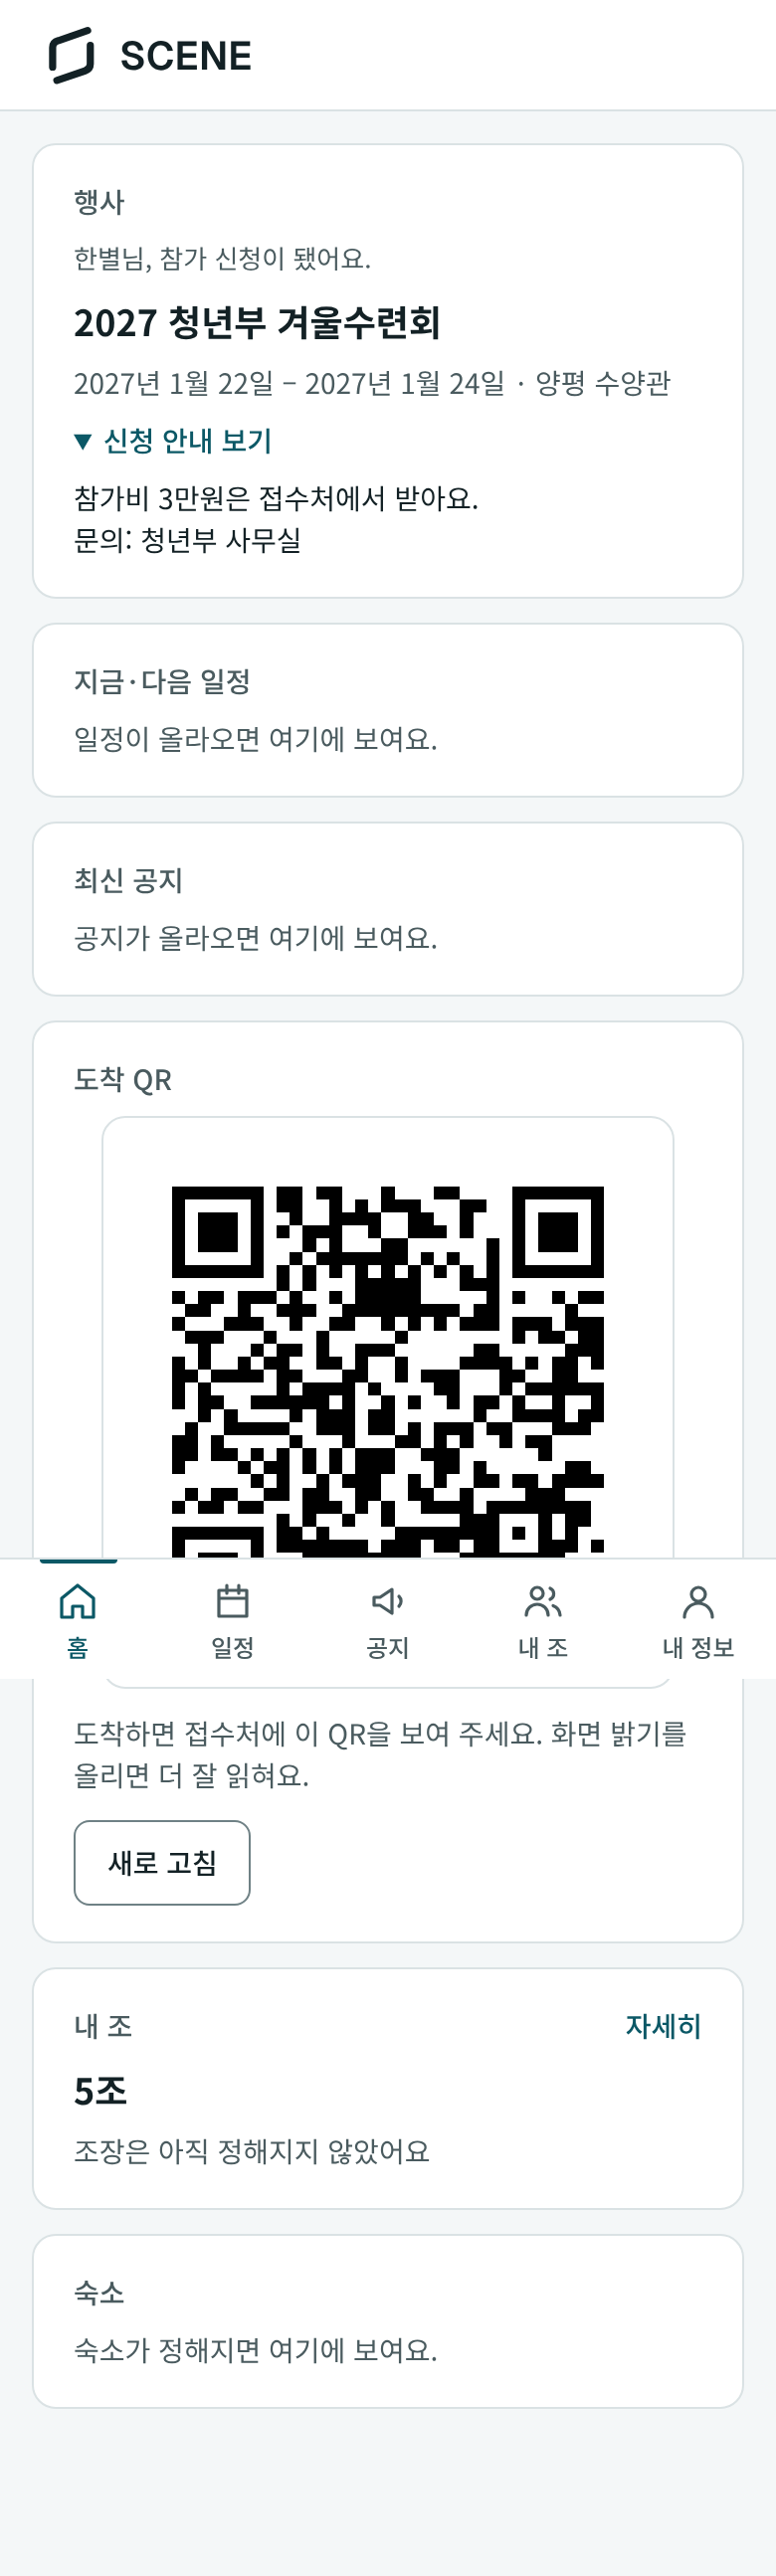 SCENE
행사
한별님, 참가 신청이 됐어요.
2027 청년부 겨울수련회
2027년 1월 22일 – 2027년 1월 24일 · 양평 수양관
▼ 신청 안내 보기
참가비 3만원은 접수처에서 받아요.
문의: 청년부 사무실
지금·다음 일정
일정이 올라오면 여기에 보여요.
최신 공지
공지가 올라오면 여기에 보여요.
도착 QR
홈 일정 공지 내 조 내 정보
도착하면 접수처에 이 QR을 보여 주세요. 화면 밝기를
올리면 더 잘 읽혀요.
새로 고침
내 조 자세히
5조
조장은 아직 정해지지 않았어요
숙소
숙소가 정해지면 여기에 보여요.